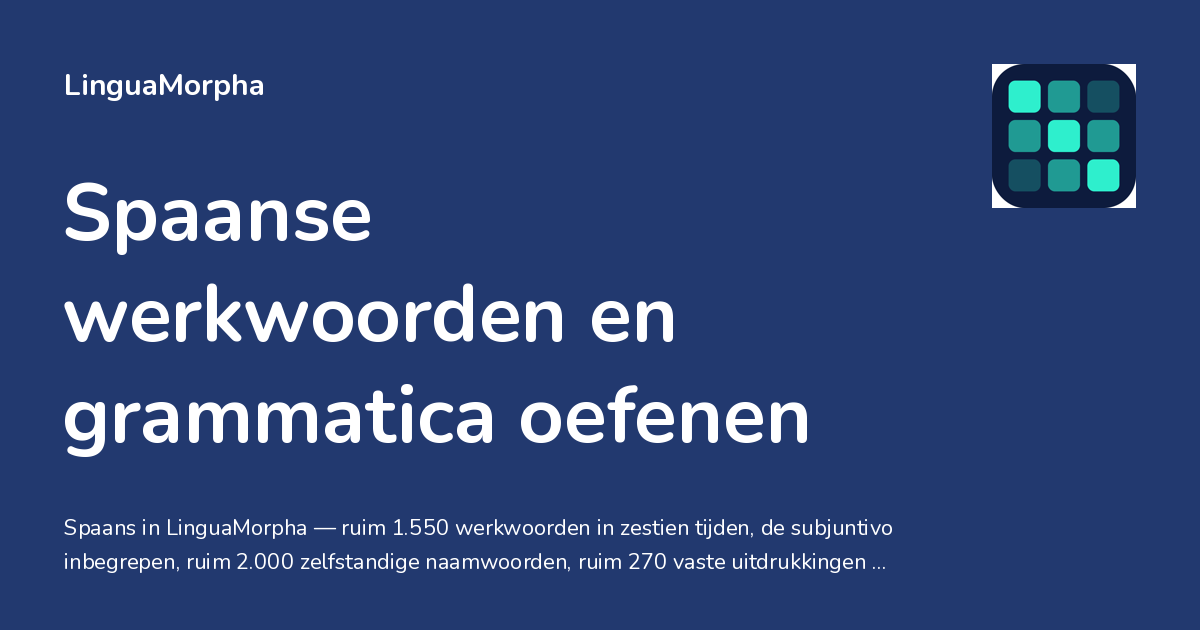 LinguaMorpha
Spaanse
werkwoorden en
grammatica oefenen
Spaans in LinguaMorpha — ruim 1.550 werkwoorden in zestien tijden, de subjuntivo
inbegrepen, ruim 2.000 zelfstandige naamwoorden, ruim 270 vaste uitdrukkingen ...